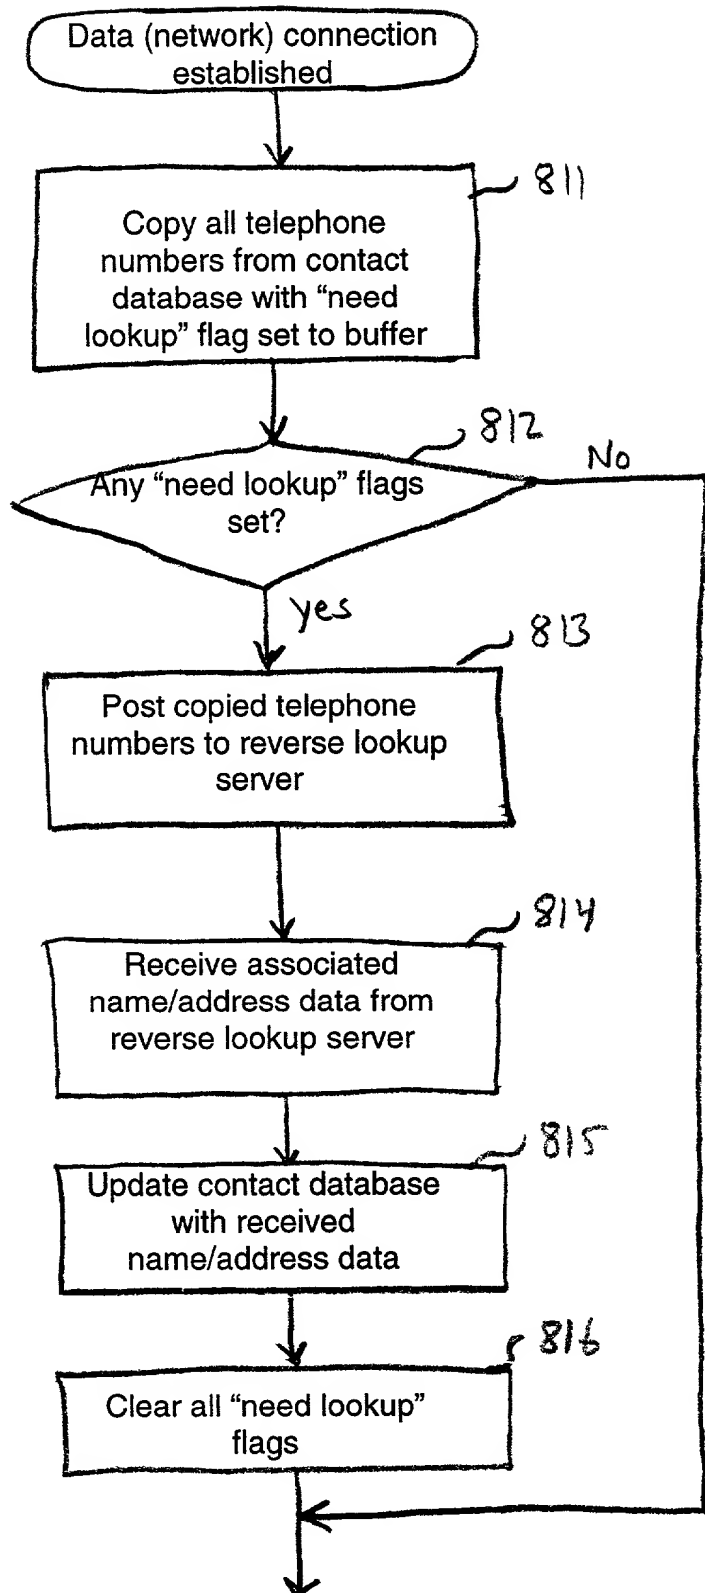 Data (network) connection
established
811
Copy all telephone
numbers from contact
database with “need
lookup” flag set to buffer
812
No
Any “need lookup” flags
set?
yes
813
Post copied telephone
numbers to reverse lookup
server
814
Receive associated
name/address data from
reverse lookup server
815
Update contact database
with received
name/address data
816
Clear all “need lookup”
flags